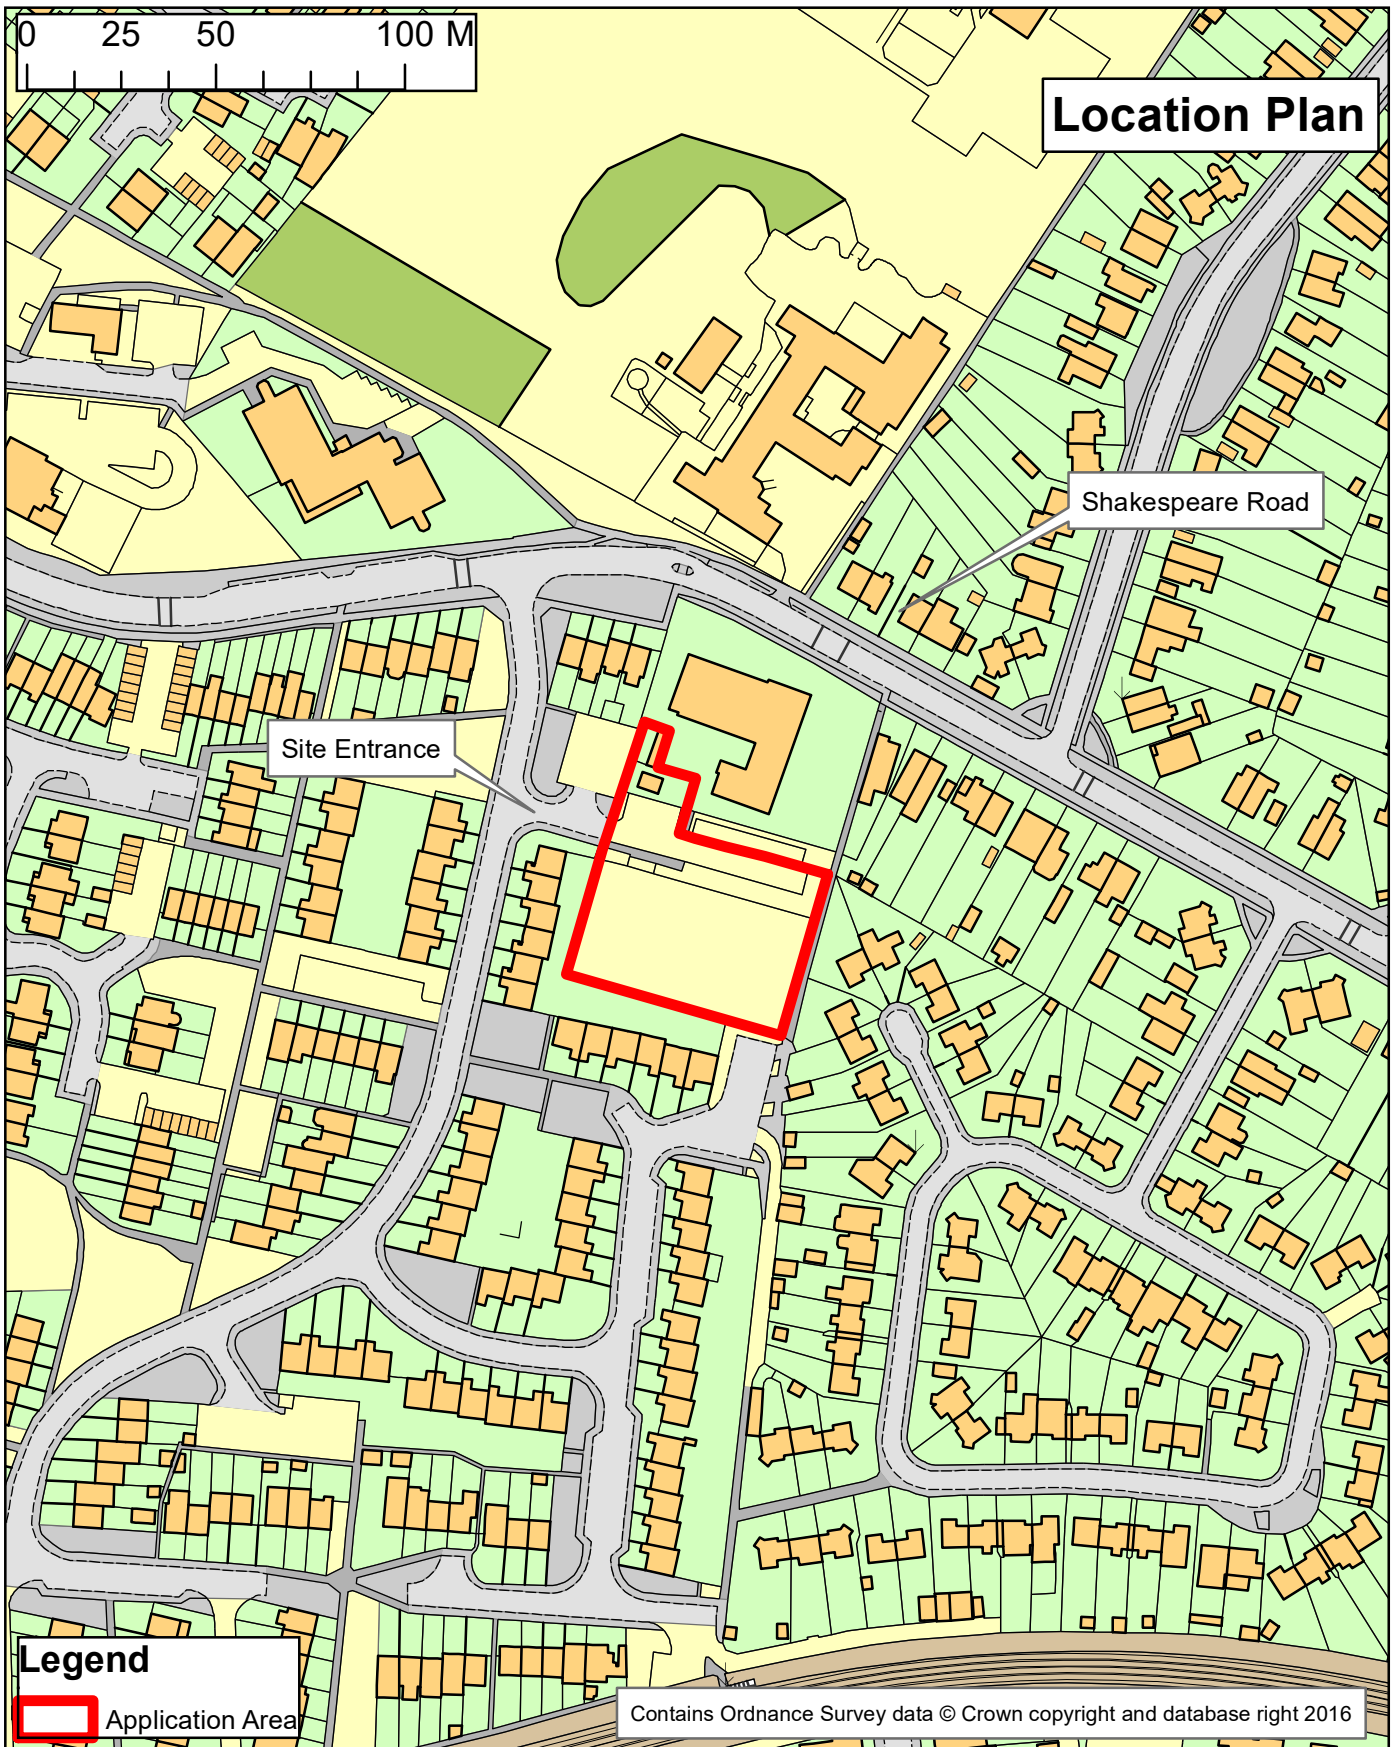 0 25 50 100 M
Location Plan
Shakespeare Road
Site Entrance
Legend
Application Area
Contains Ordnance Survey data © Crown copyright and database right 2016